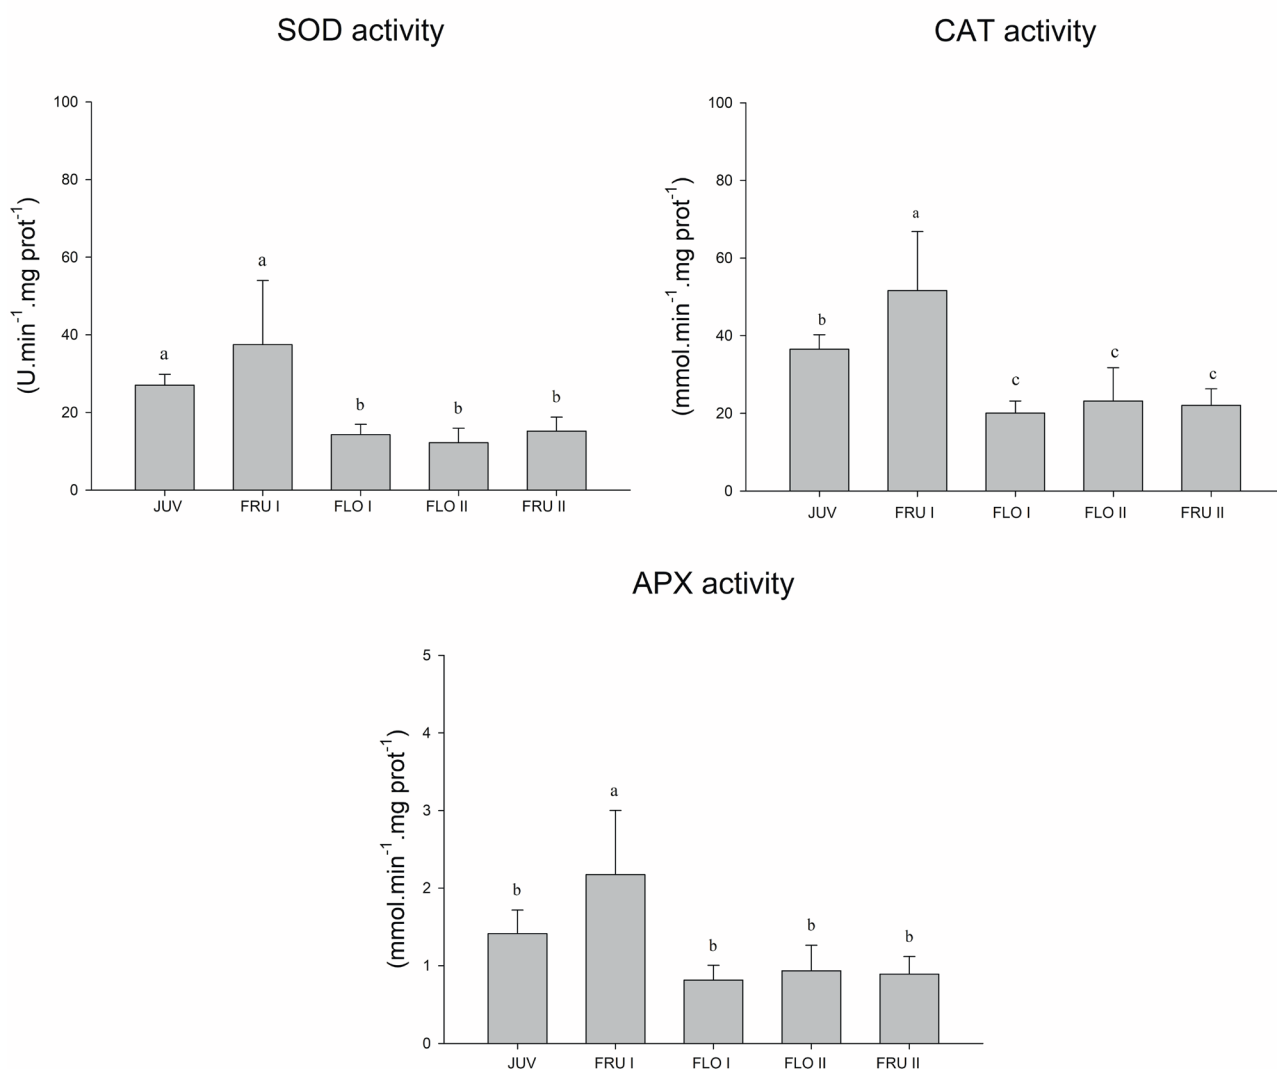 SOD activity
(U.min⁻¹.mg prot⁻¹)
100
80
60
40
20
0
a
a
b
b
b
JUV FRU I FLO I FLO II FRU II
CAT activity
(mmol.min⁻¹.mg prot⁻¹)
100
80
60
40
20
0
b
a
c
c
c
JUV FRU I FLO I FLO II FRU II
APX activity
(mmol.min⁻¹.mg prot⁻¹)
5
4
3
2
1
0
b
a
b
b
b
JUV FRU I FLO I FLO II FRU II